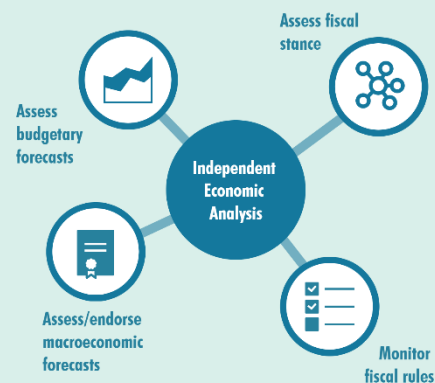 Assess fiscal
stance
Assess
budgetary
forecasts
Independent
Economic
Analysis
Assess/endorse
macroeconomic
forecasts
Monitor
fiscal rules